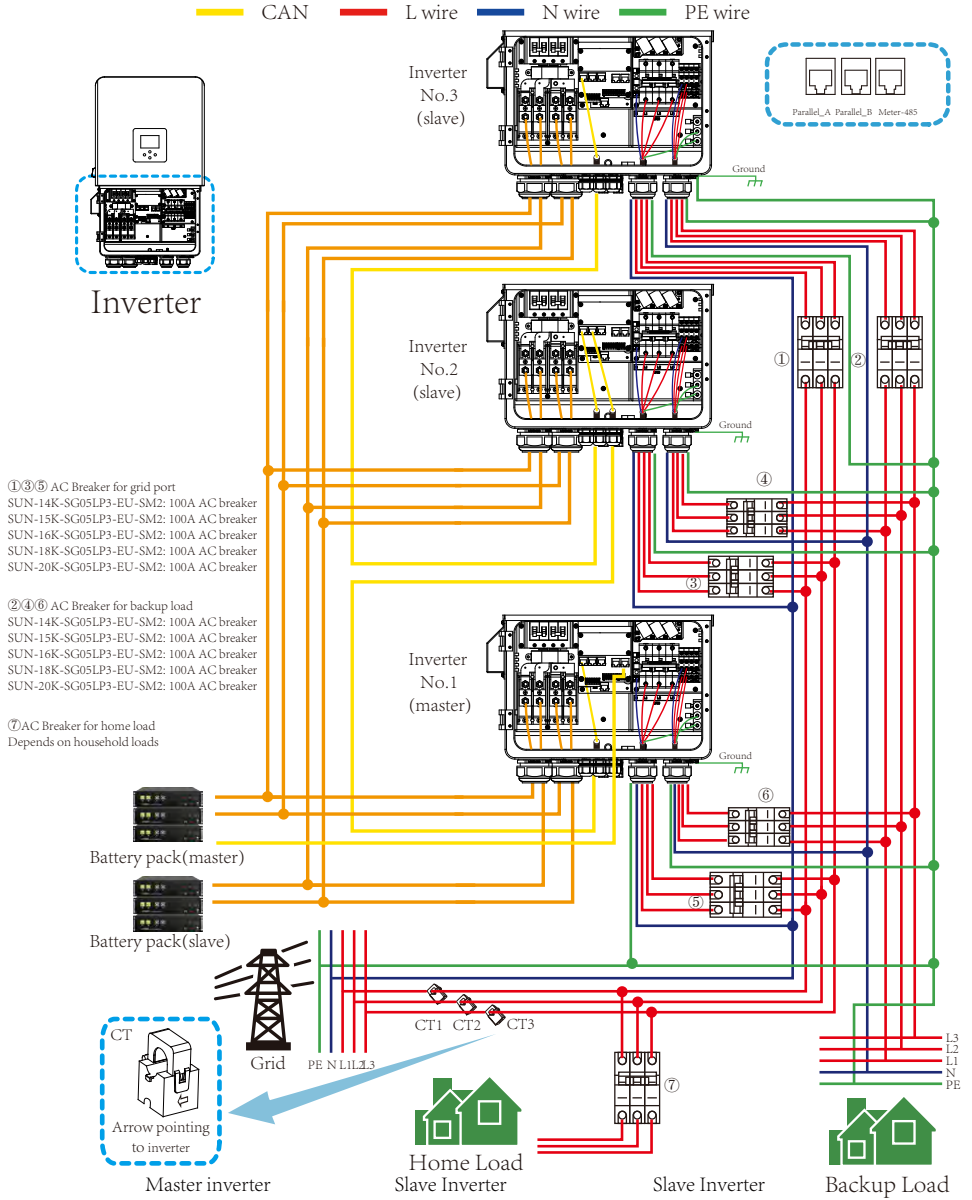 CAN
L wire
N wire
PE wire
Inverter
No.3
(slave)
Parallel_A Parallel_B Meter-485
Ground
Inverter
Inverter
No.2
(slave)
①
②
Ground
④
①③⑤ AC Breaker for grid port
SUN-14K-SG05LP3-EU-SM2: 100A AC breaker
SUN-15K-SG05LP3-EU-SM2: 100A AC breaker
SUN-16K-SG05LP3-EU-SM2: 100A AC breaker
SUN-18K-SG05LP3-EU-SM2: 100A AC breaker
SUN-20K-SG05LP3-EU-SM2: 100A AC breaker
③
②④⑥ AC Breaker for backup load
SUN-14K-SG05LP3-EU-SM2: 100A AC breaker
SUN-15K-SG05LP3-EU-SM2: 100A AC breaker
SUN-16K-SG05LP3-EU-SM2: 100A AC breaker
SUN-18K-SG05LP3-EU-SM2: 100A AC breaker
SUN-20K-SG05LP3-EU-SM2: 100A AC breaker
Inverter
No.1
(master)
⑦AC Breaker for home load
Depends on household loads
Ground
⑥
Battery pack(master)
⑤
Battery pack(slave)
CT1
CT2
CT3
CT
Grid
PE N L1 L2 L3
⑦
L3
L2
L1
N
PE
Arrow pointing
to inverter
Home Load
Backup Load
Master inverter
Slave Inverter
Slave Inverter